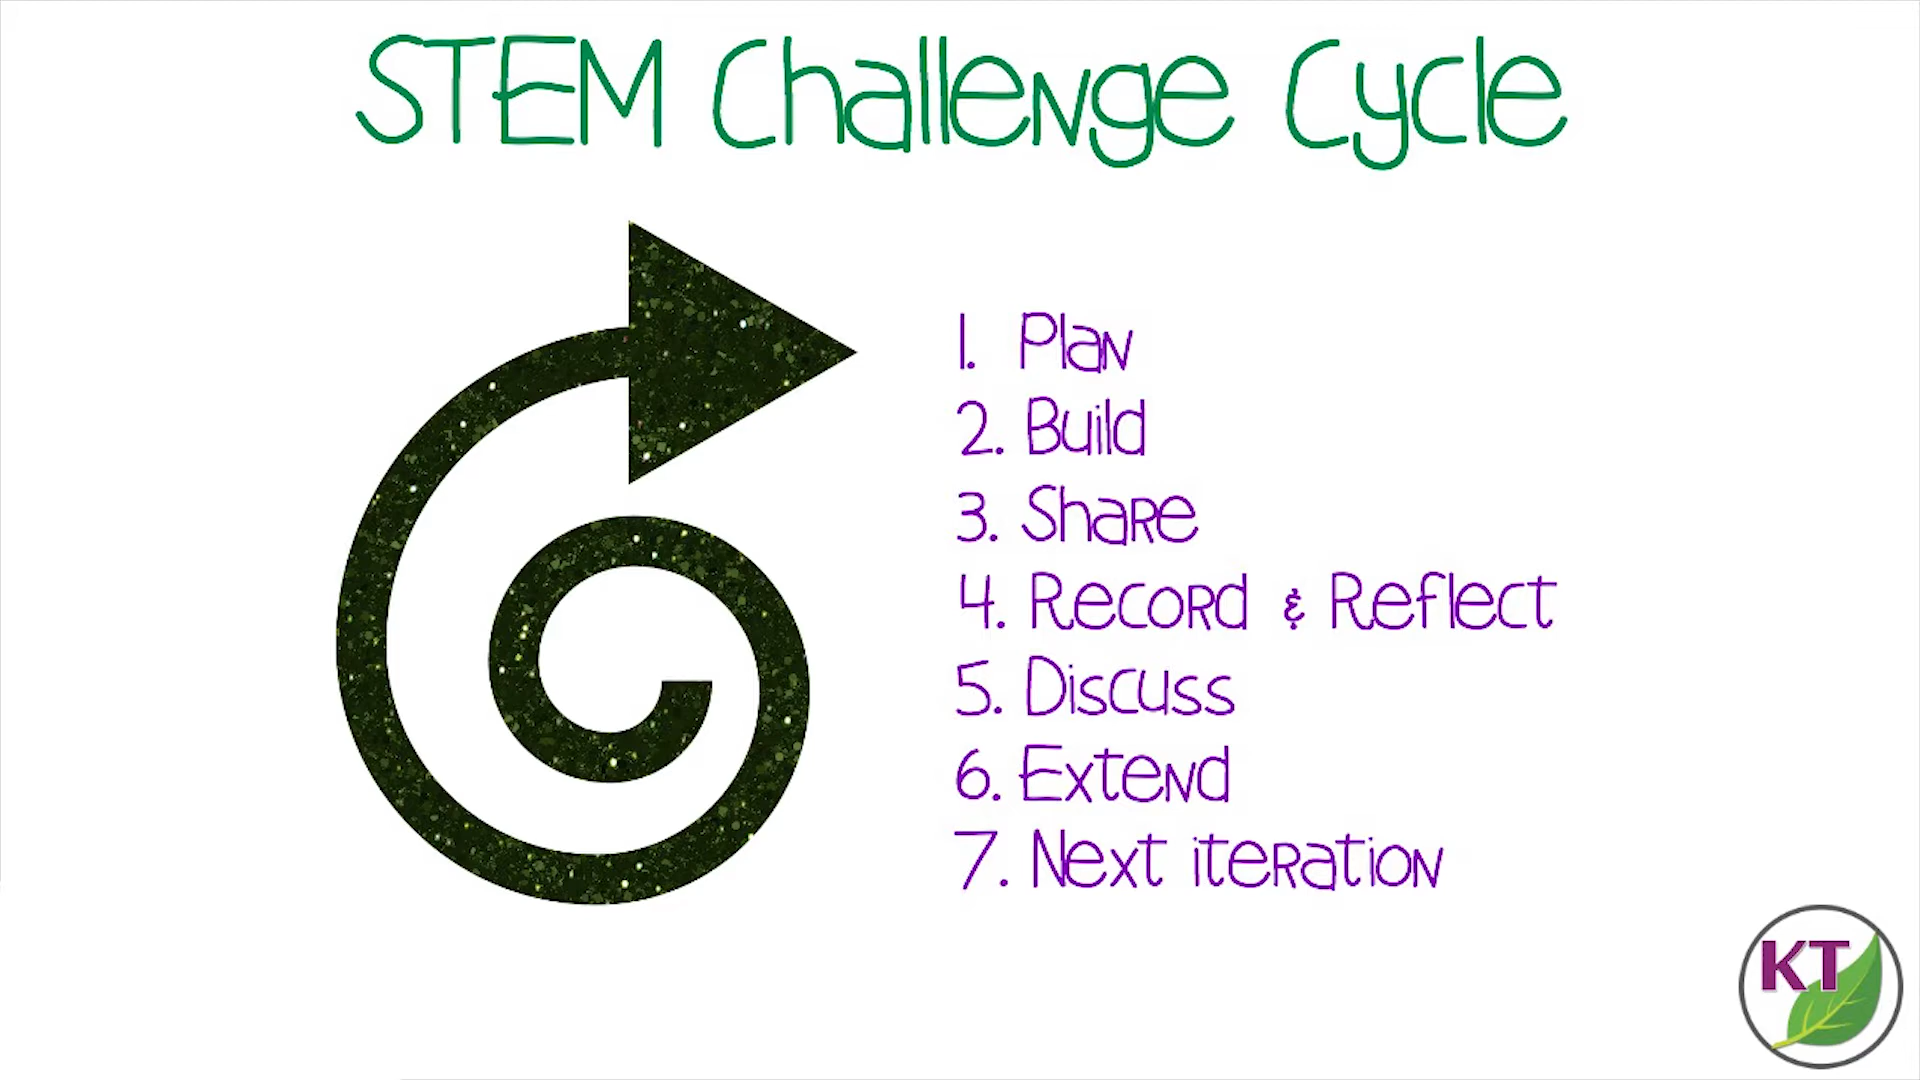 STEM Challenge Cycle
1. Plan
2. Build
3. Share
4. Record & Reflect
5. Discuss
6. Extend
7. Next iteration
KT